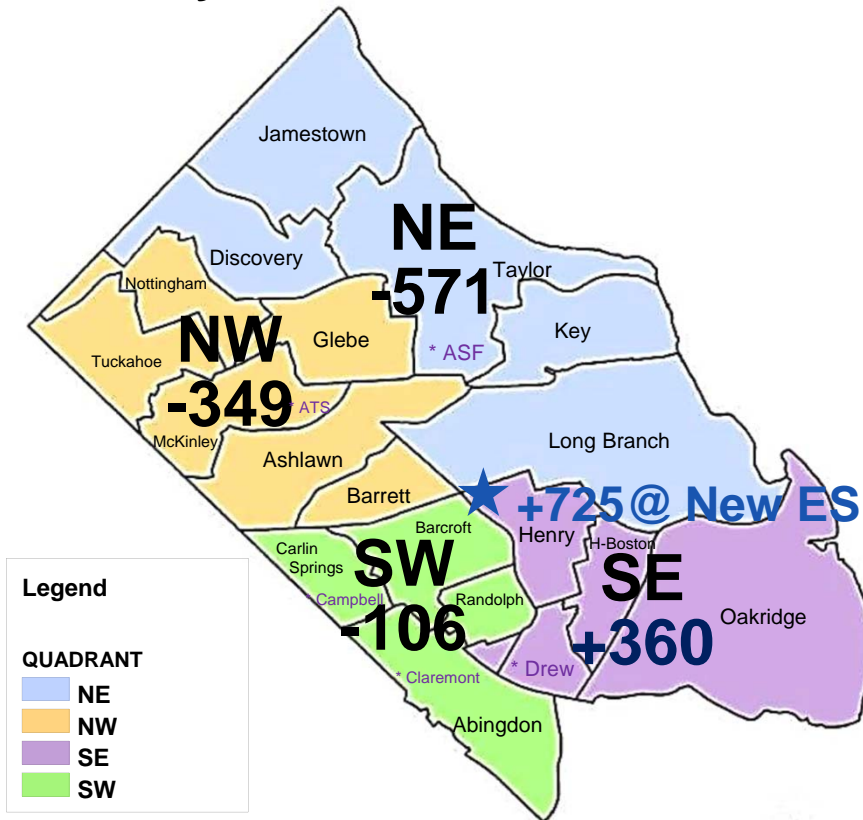 Jamestown
NE
-571
Taylor
Discovery
Nottingham
Glebe
Key
NW
-349
Tuckahoe
* ASF
* ATS
McKinley
Long Branch
Ashlawn
Barrett
+725@ New ES
Barcroft
Henry
H-Boston
Carlin
Springs
SW
-106
SE
+360
* Campbell
Randolph
Oakridge
* Drew
* Claremont
Abingdon
Legend
QUADRANT
NE
NW
SE
SW